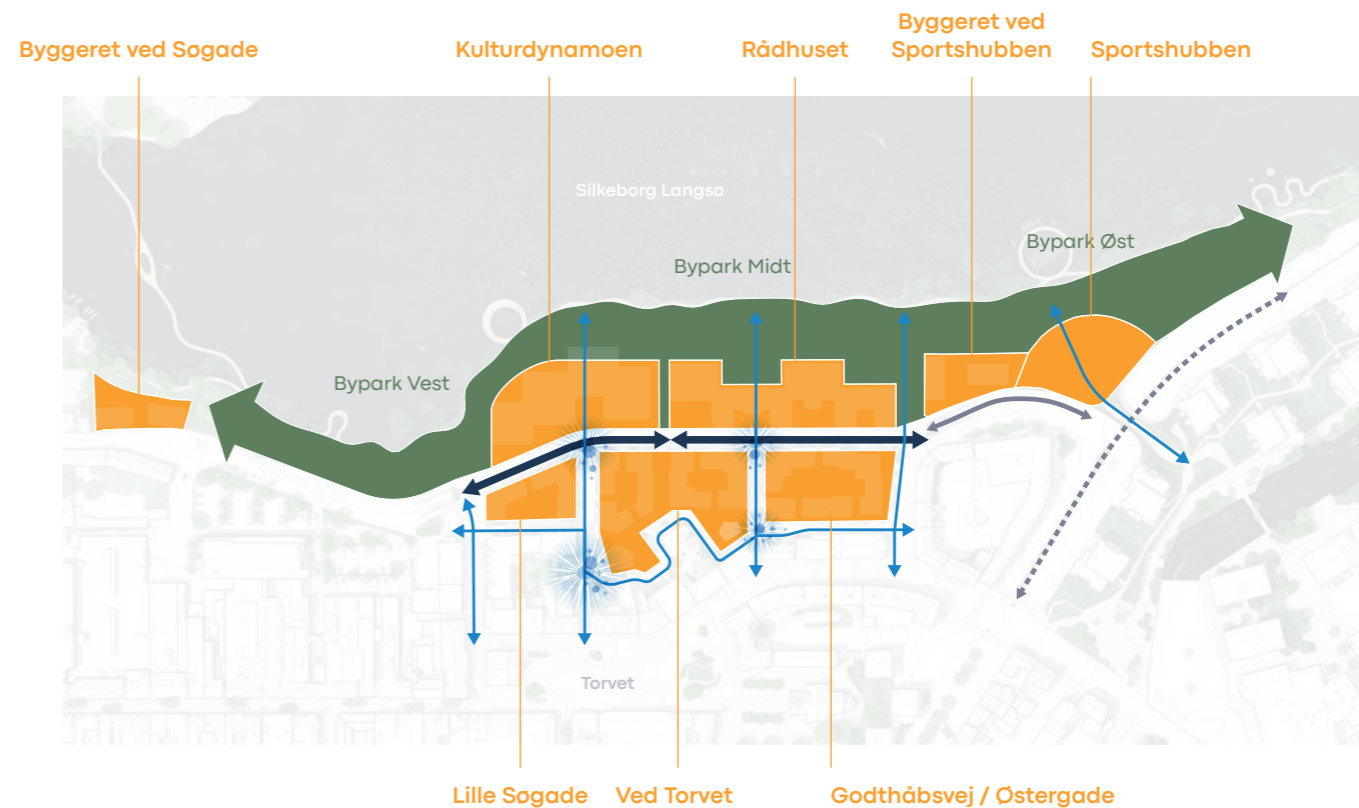 Byggeret ved Søgade
Kulturdynamoen
Rådhuset
Byggeret ved
Sportshubben
Sportshubben
Silkeborg Langsø
Bypark Øst
Bypark Midt
Bypark Vest
Torvet
Lille Søgade
Ved Torvet
Godthåbsvej / Østergade